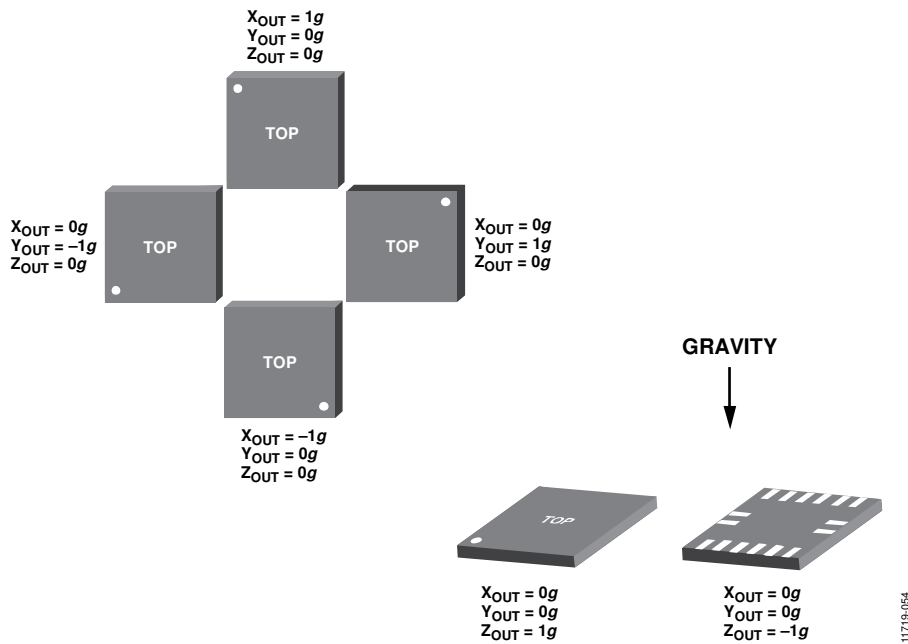 XOUT = 1g
YOUT = 0g
ZOUT = 0g
TOP
XOUT = 0g
YOUT = –1g
ZOUT = 0g
TOP
TOP
XOUT = 0g
YOUT = 1g
ZOUT = 0g
TOP
XOUT = –1g
YOUT = 0g
ZOUT = 0g
GRAVITY
TOP
XOUT = 0g
YOUT = 0g
ZOUT = 1g
XOUT = 0g
YOUT = 0g
ZOUT = –1g
11719-054